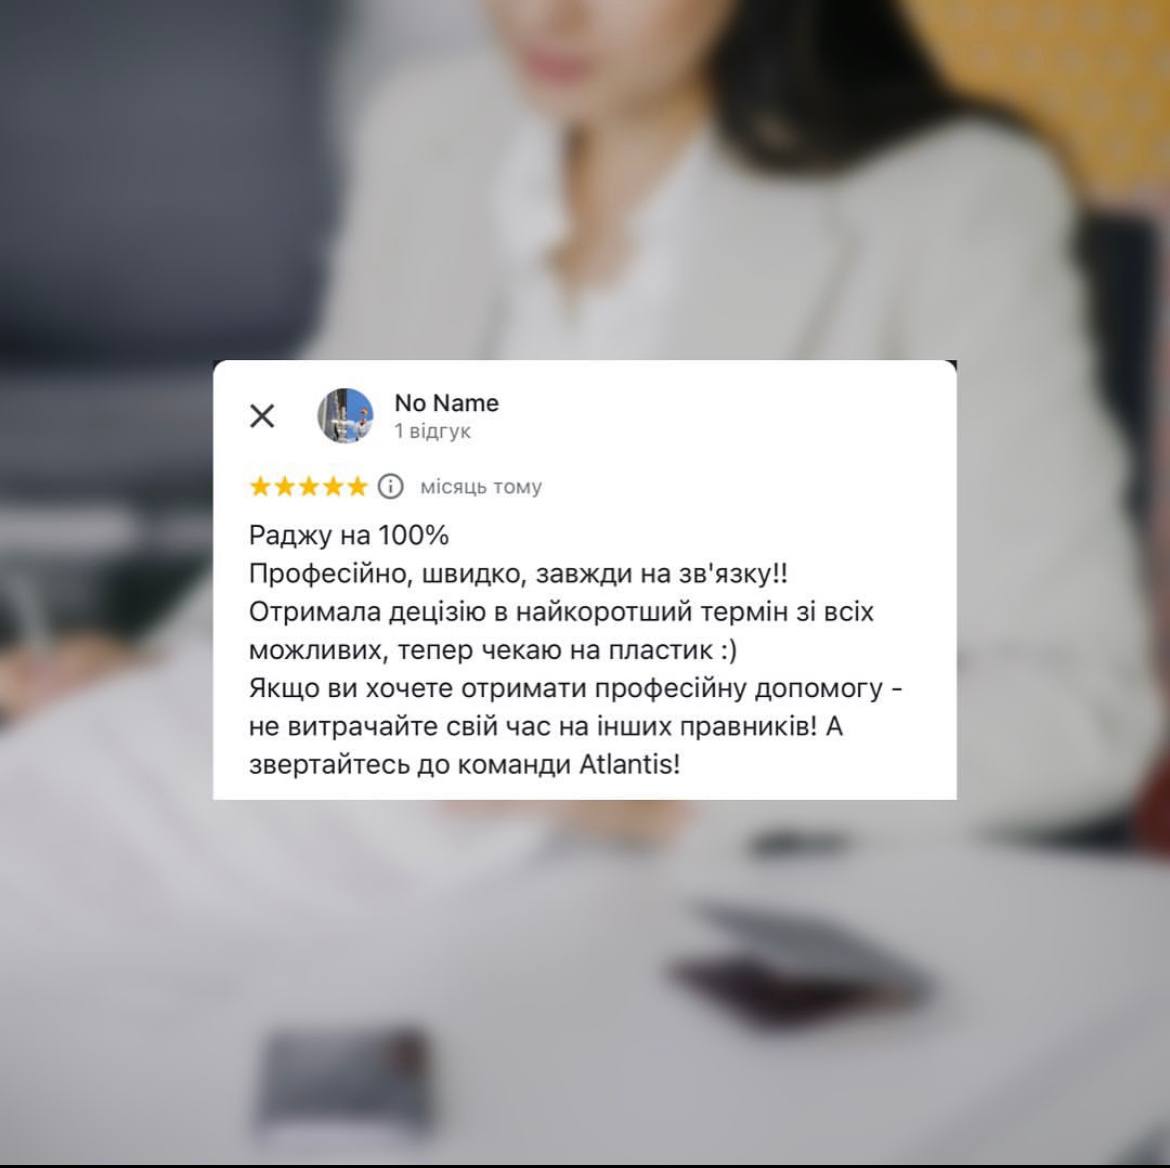 No Name
1 відгук
місяць тому
Раджу на 100%
Професійно, швидко, завжди на зв'язку!!
Отримала децізію в найкоротший термін зі всіх
можливих, тепер чекаю на пластик :)
Якщо ви хочете отримати професійну допомогу -
не витрачайте свій час на інших правників! А
звертайтесь до команди Atlantis!